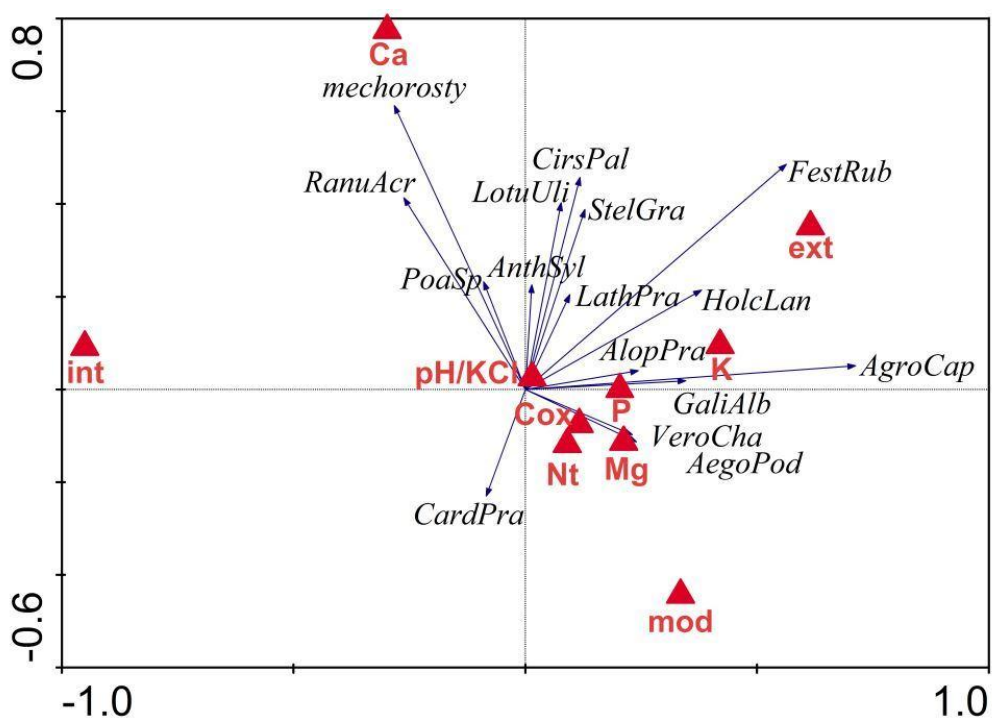 0.8
Ca
mechorosty
CirsPal
FestRub
RanuAcr
LotuUli
StelGra
ext
AnthSyl
PoaSp
LathPra
HolcLan
AlopPra
int
pH/KCl
K
AgroCap
P
GaliAlb
Cox
VeroCha
Nt
Mg
AegoPod
CardPra
mod
-0.6
-1.0
1.0